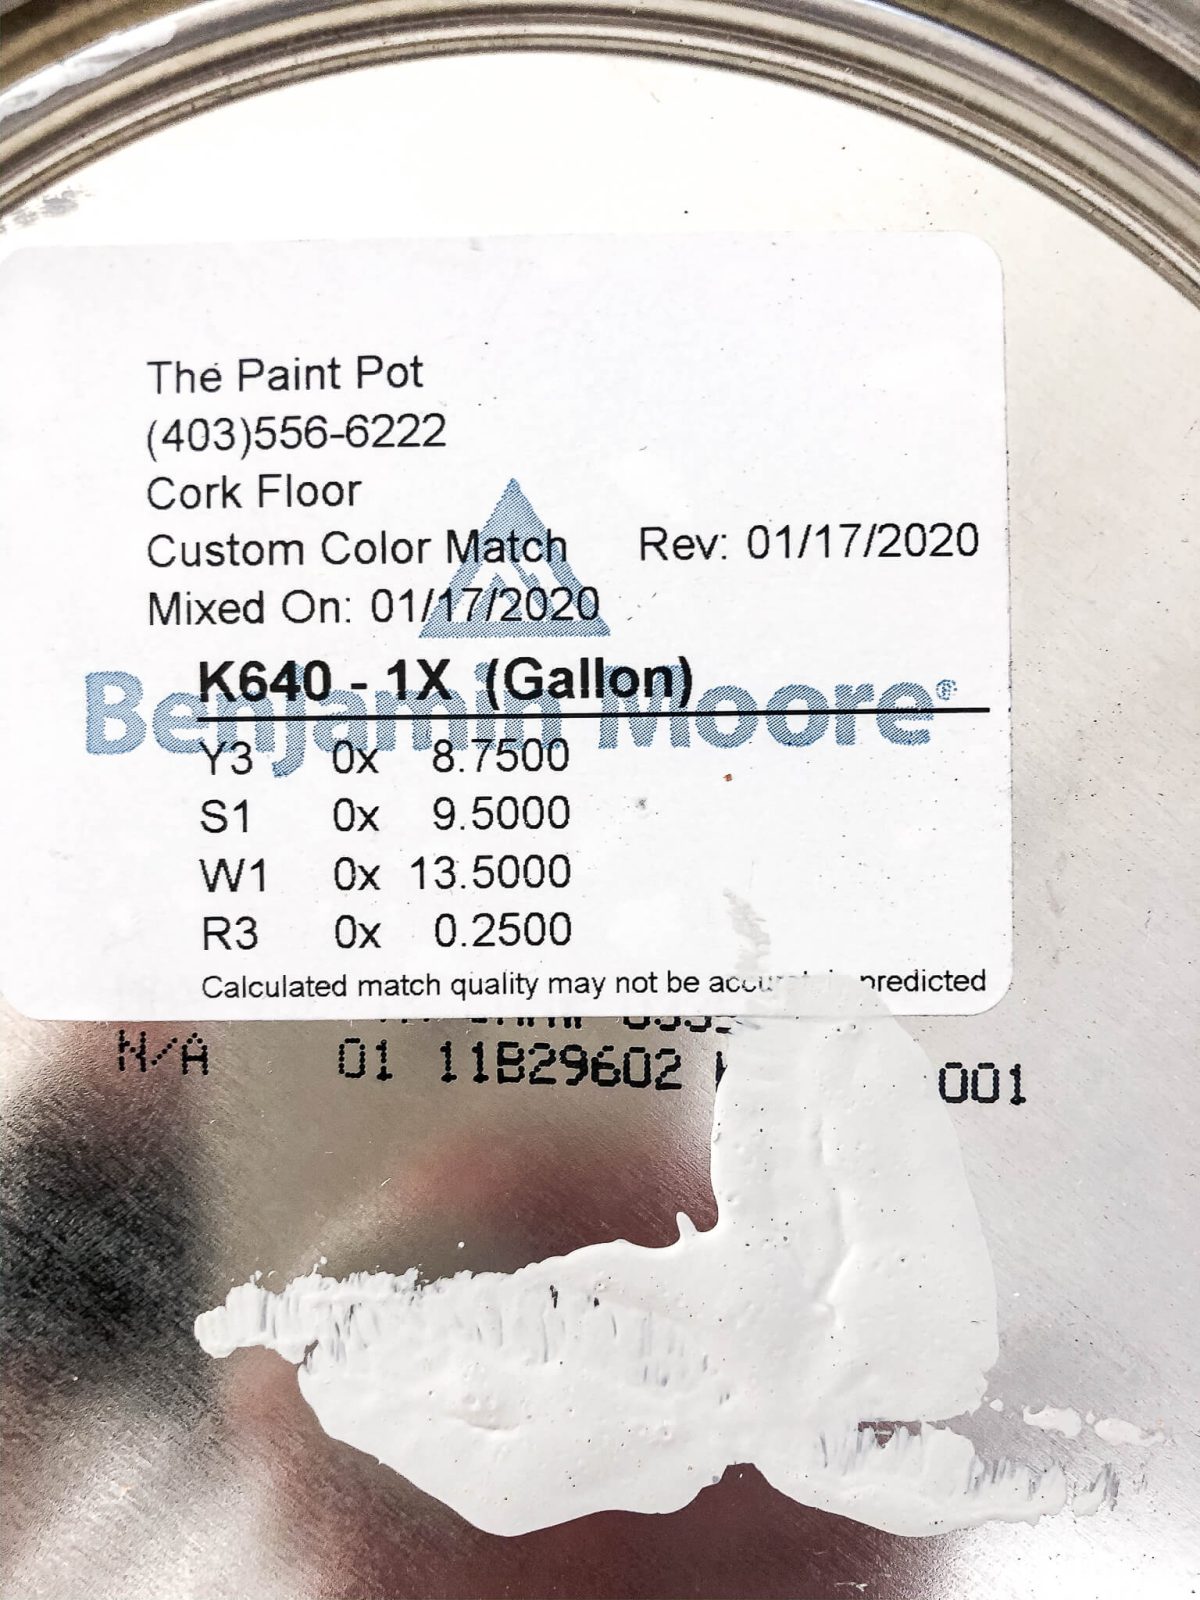 The Paint Pot
(403)556-6222
Cork Floor
Custom Color Match Rev: 01/17/2020
Mixed On: 01/17/2020
K640 - 1X (Gallon)
Benjamin Moore®
Y3 0x 8.7500
S1 0x 9.5000
W1 0x 13.5000
R3 0x 0.2500
Calculated match quality may not be predicted
N/A 01 11B29602 001